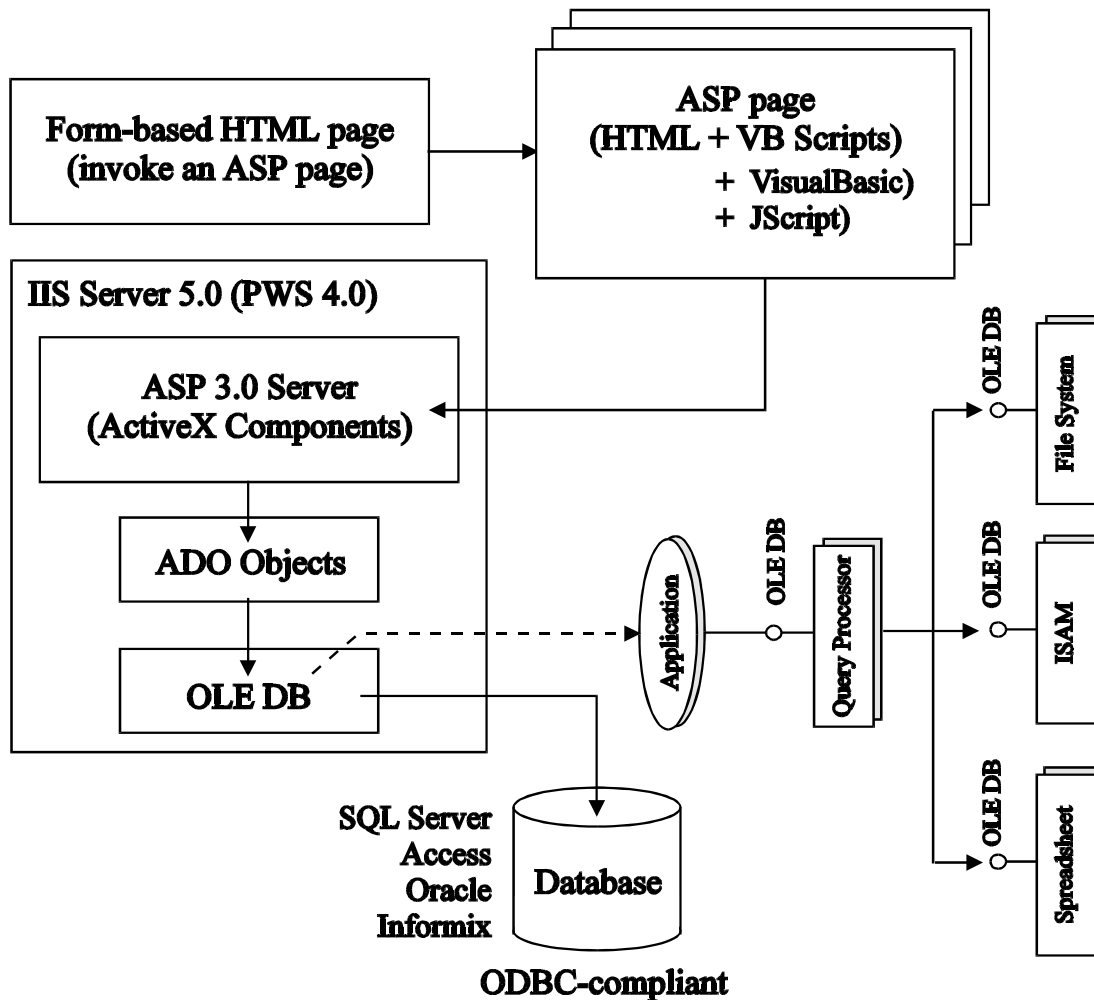 Form-based HTML page
(invoke an ASP page)
ASP page
(HTML + VB Scripts)
+ VisualBasic)
+ JScript)
IIS Server 5.0 (PWS 4.0)
ASP 3.0 Server
(ActiveX Components)
ADO Objects
OLE DB
Application
OLE DB
Query Processor
OLE DB
File System
OLE DB
ISAM
OLE DB
Spreadsheet
SQL Server
Access
Oracle
Informix
Database
ODBC-compliant